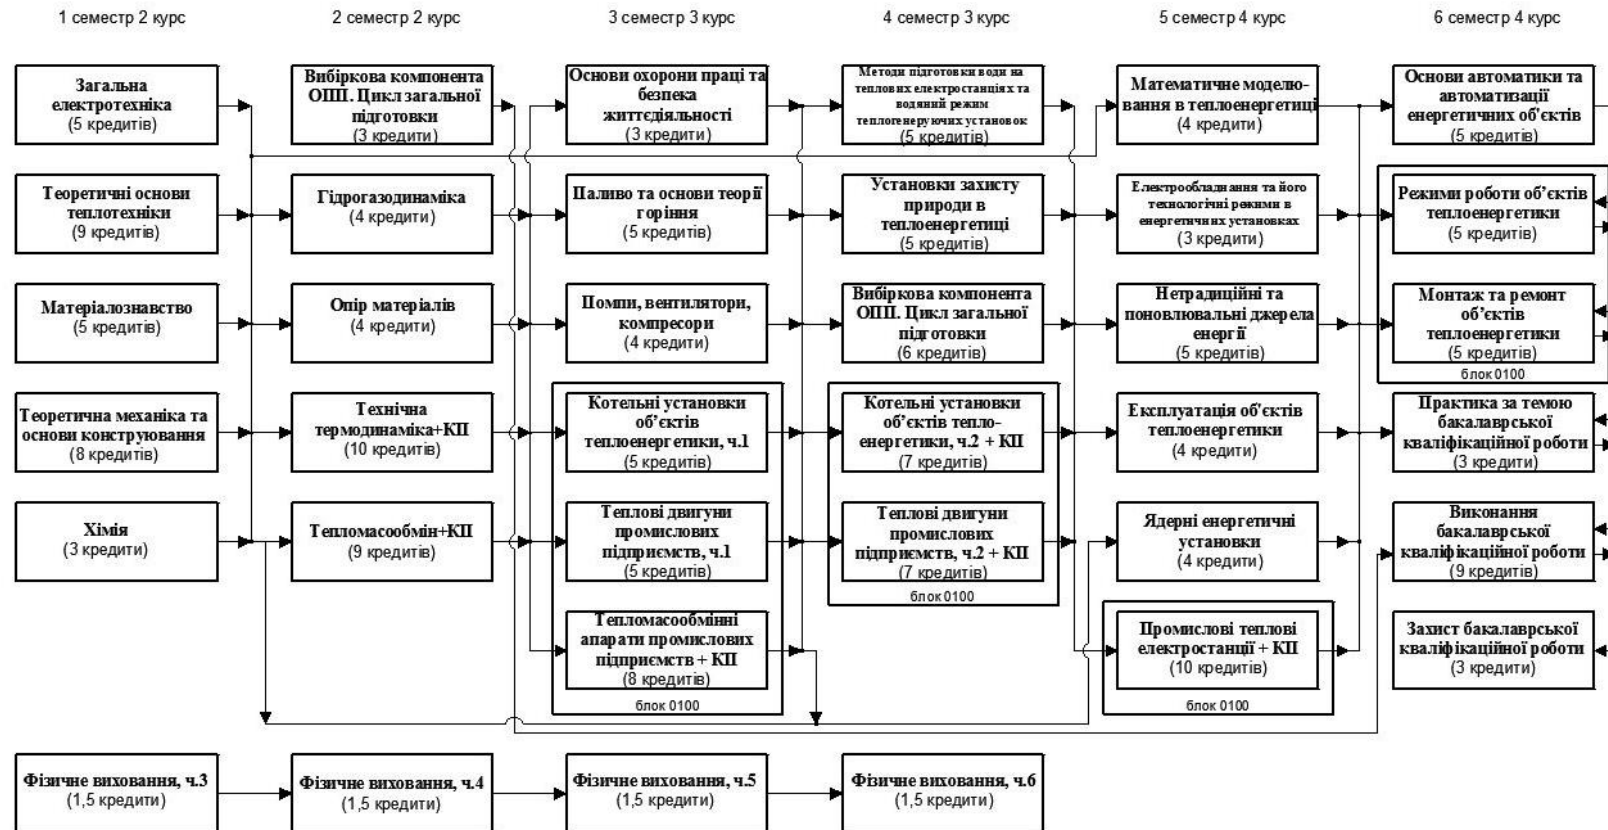 1 семестр 2 курс
2 семестр 2 курс
3 семестр 3 курс
4 семестр 3 курс
5 семестр 4 курс
6 семестр 4 курс
Загальна
електротехніка
(5 кредитів)
Вибіркова компонента
ОПП. Цикл загальної
підготовки
(3 кредити)
Основи охорони праці та
безпека
життєдіяльності
(3 кредити)
Методи підготовки води на
теплових електростанціях та
водяний режим
теплогенеруючих установок
(5 кредитів)
Математичне моделю-
вання в теплоенергетиці
(4 кредити)
Основи автоматики та
автоматизації
енергетичних об'єктів
(5 кредитів)
Теоретичні основи
теплотехніки
(9 кредитів)
Гідрогазодинаміка
(4 кредити)
Паливо та основи теорії
горіння
(5 кредитів)
Установки захисту
природи в
теплоенергетиці
(5 кредитів)
Електрообладнання та його
технологічні режими в
енергетичних установках
(3 кредити)
Режими роботи об’єктів
теплоенергетики
(5 кредитів)
Матеріалознавство
(5 кредитів)
Опір матеріалів
(4 кредити)
Помпи, вентилятори,
компресори
(4 кредити)
Вибіркова компонента
ОПП. Цикл загальної
підготовки
(6 кредитів)
Нетрадиційні та
поновлювальні джерела
енергії
(5 кредитів)
Монтаж та ремонт
об’єктів
теплоенергетики
(5 кредитів)
блок 0100
Теоретична механіка та
основи конструювання
(8 кредитів)
Технічна
термодинаміка+КП
(10 кредитів)
Котельні установки
об’єктів
теплоенергетики, ч.1
(5 кредитів)
Котельні установки
об’єктів тепло-
енергетики, ч.2 + КП
(7 кредитів)
Експлуатація об'єктів
теплоенергетики
(4 кредити)
Практика за темою
бакалаврської
кваліфікаційної роботи
(3 кредити)
Хімія
(3 кредити)
Тепломасообмін+КП
(9 кредитів)
Теплові двигуни
промислових
підприємств, ч.1
(5 кредитів)
Теплові двигуни
промислових
підприємств, ч.2 + КП
(7 кредитів)
блок 0100
Ядерні енергетичні
установки
(4 кредити)
Виконання
бакалаврської
кваліфікаційної роботи
(9 кредитів)
Тепломасообмінні
апарати промислових
підприємств + КП
(8 кредитів)
блок 0100
Промислові теплові
електростанції + КП
(10 кредитів)
блок 0100
Захист бакалаврської
кваліфікаційної роботи
(3 кредити)
Фізичне виховання, ч.3
(1,5 кредити)
Фізичне виховання, ч.4
(1,5 кредити)
Фізичне виховання, ч.5
(1,5 кредити)
Фізичне виховання, ч.6
(1,5 кредити)